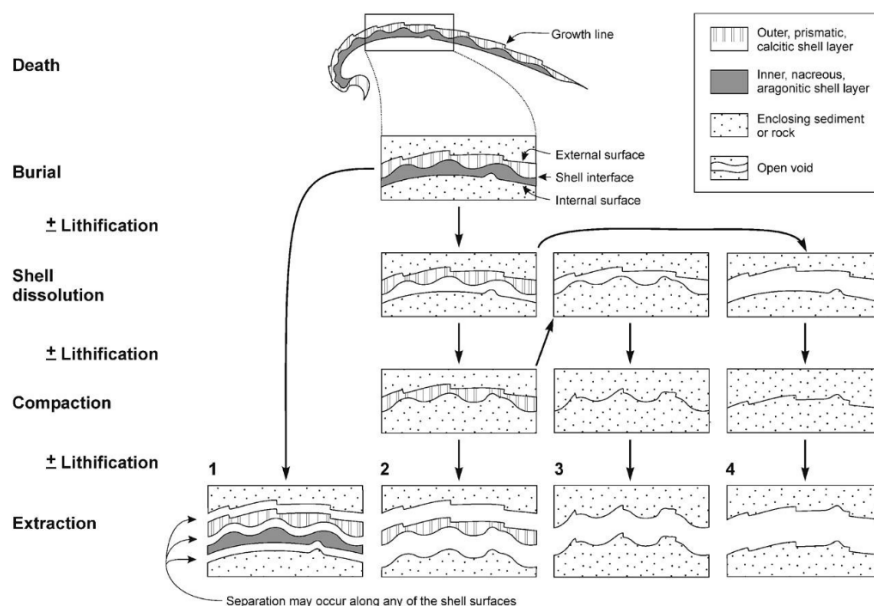 Death
Growth line
Outer, prismatic,
calcitic shell layer
Inner, nacreous,
aragonitic shell layer
Enclosing sediment
or rock
Open void
Burial
External surface
Shell interface
Internal surface
± Lithification
Shell
dissolution
± Lithification
Compaction
± Lithification
1
2
3
4
Extraction
Separation may occur along any of the shell surfaces